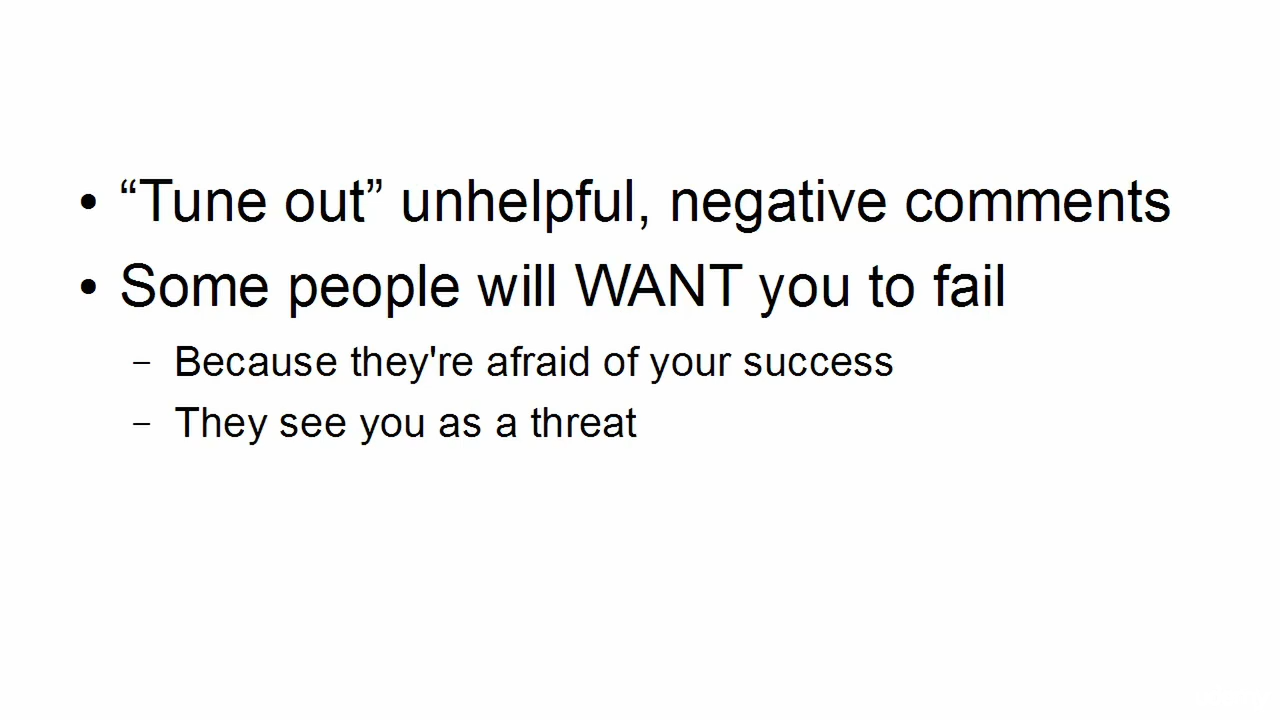 • “Tune out” unhelpful, negative comments
• Some people will WANT you to fail
– Because they're afraid of your success
– They see you as a threat